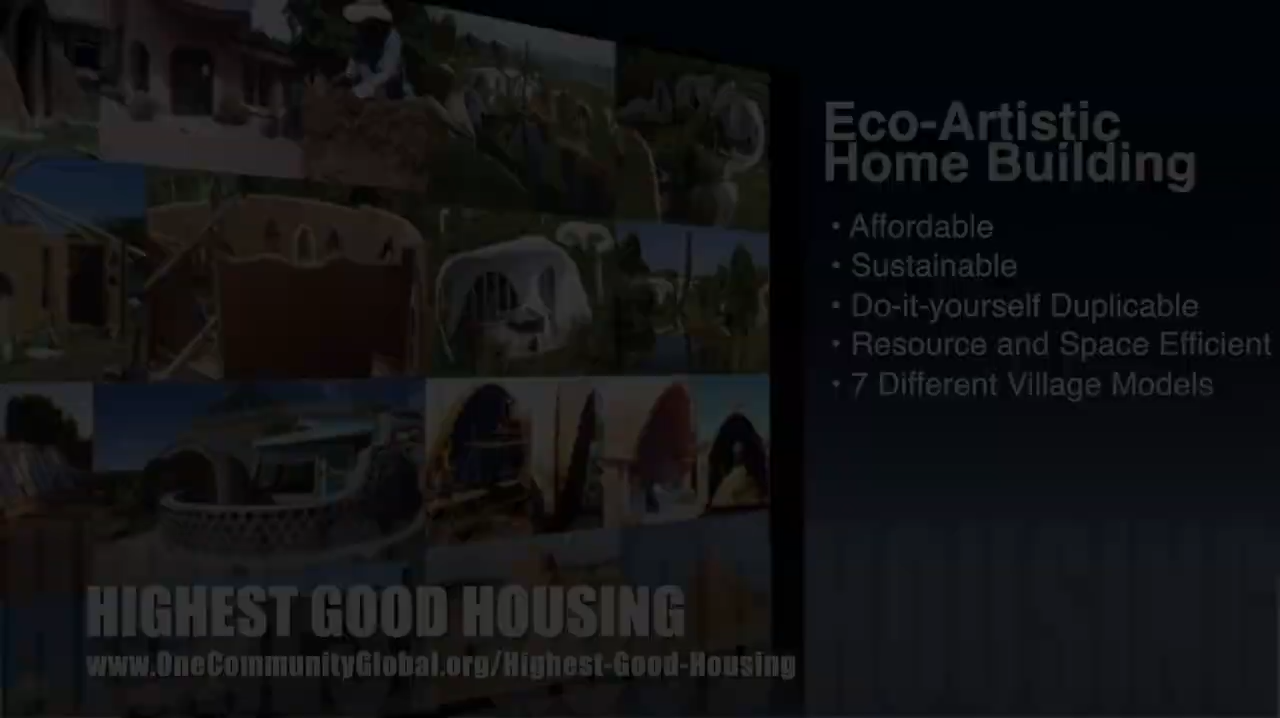 Eco-Artistic
Home Building
• Affordable
• Sustainable
• Do-it-yourself Duplicable
• Resource and Space Efficient
• 7 Different Village Models
HIGHEST GOOD HOUSING
www.OneCommunityGlobal.org/Highest-Good-Housing
HOUSING